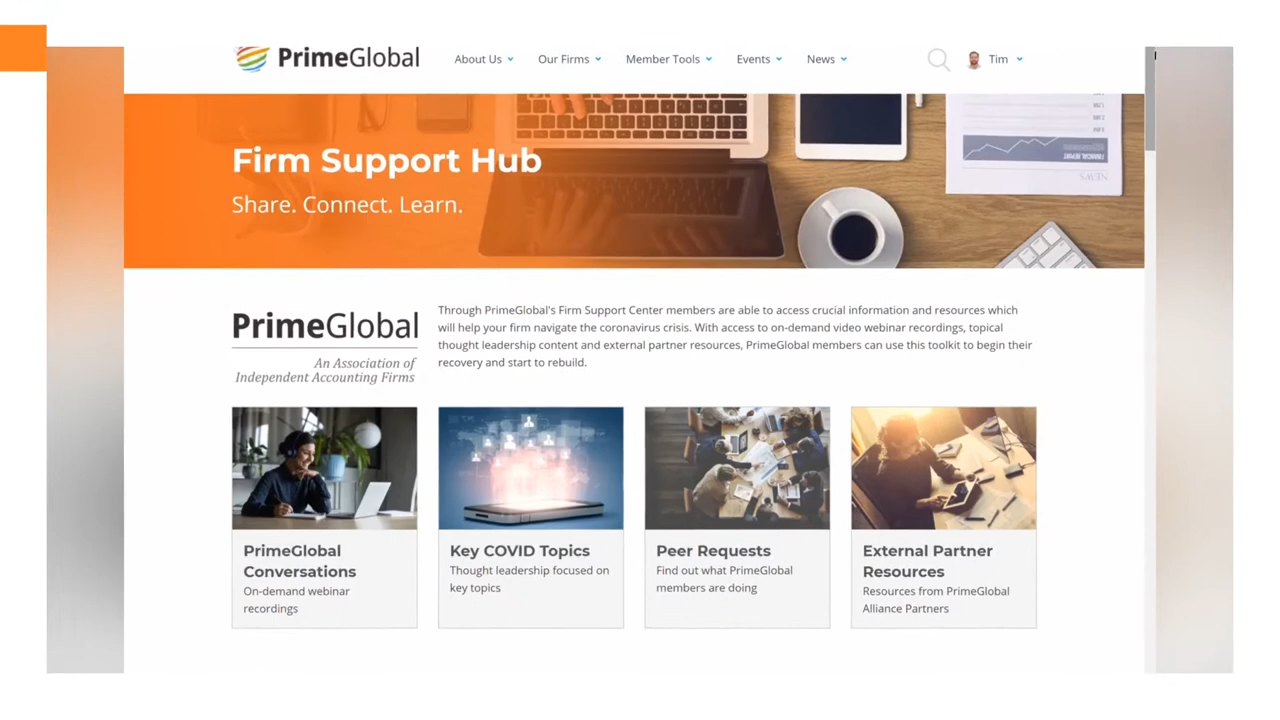 PrimeGlobal
About Us
Our Firms
Member Tools
Events
News
Tim
Firm Support Hub
Share. Connect. Learn.
FINANCIAL REPORT
NEWS
PrimeGlobal
An Association of
Independent Accounting Firms
Through PrimeGlobal's Firm Support Center members are able to access crucial information and resources which
will help your firm navigate the coronavirus crisis. With access to on-demand video webinar recordings, topical
thought leadership content and external partner resources, PrimeGlobal members can use this toolkit to begin their
recovery and start to rebuild.
PrimeGlobal
Conversations
On-demand webinar
recordings
Key COVID Topics
Thought leadership focused on
key topics
Peer Requests
Find out what PrimeGlobal
members are doing
External Partner
Resources
Resources from PrimeGlobal
Alliance Partners